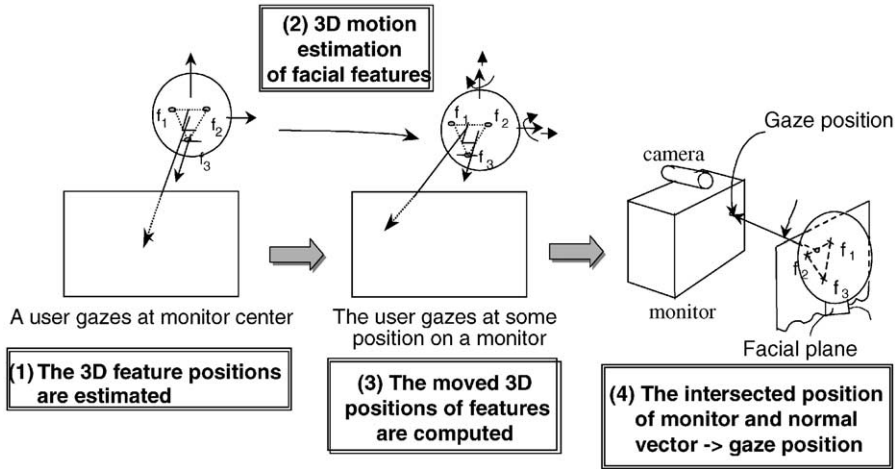 (2) 3D motion
estimation
of facial features
f1
f2
f3
f1
f2
f3
Gaze position
camera
f1
f2
f3
monitor
Facial plane
A user gazes at monitor center
The user gazes at some
position on a monitor
(1) The 3D feature positions
are estimated
(3) The moved 3D
positions of features
are computed
(4) The intersected position
of monitor and normal
vector -> gaze position